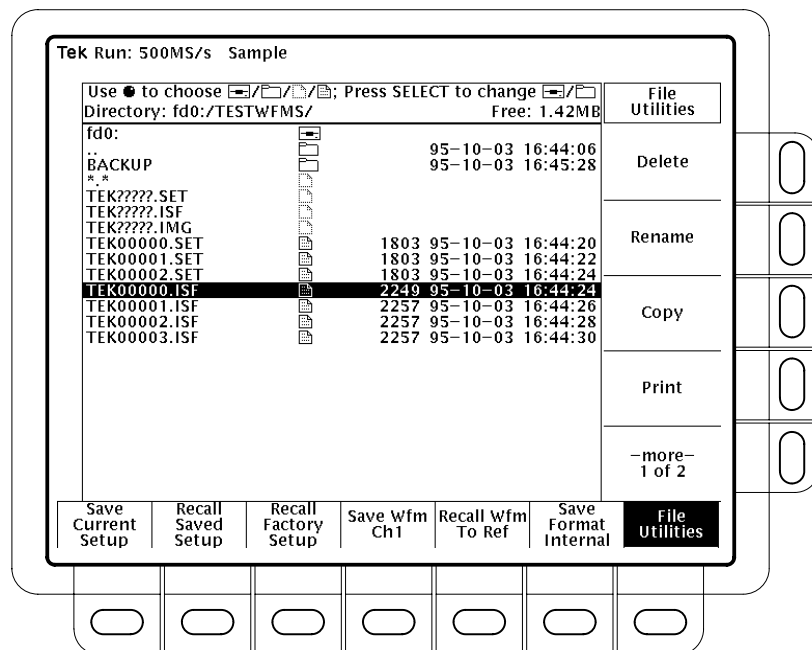 Tek Run: 500MS/s Sample
Use to choose / / / ; Press SELECT to change /
Directory: fd0:/TESTWFMS/ Free: 1.42MB
fd0:
.. 95-10-03 16:44:06
BACKUP 95-10-03 16:45:28
*.*
TEK?????.SET
TEK?????.ISF
TEK?????.IMG
TEK00000.SET 1803 95-10-03 16:44:20
TEK00001.SET 1803 95-10-03 16:44:22
TEK00002.SET 1803 95-10-03 16:44:24
TEK00000.ISF 2249 95-10-03 16:44:24
TEK00001.ISF 2257 95-10-03 16:44:26
TEK00002.ISF 2257 95-10-03 16:44:28
TEK00003.ISF 2257 95-10-03 16:44:30
File
Utilities
Delete
Rename
Copy
Print
-more-
1 of 2
Save
Current
Setup
Recall
Saved
Setup
Recall
Factory
Setup
Save Wfm
Ch1
Recall Wfm
To Ref
Save
Format
Internal
File
Utilities